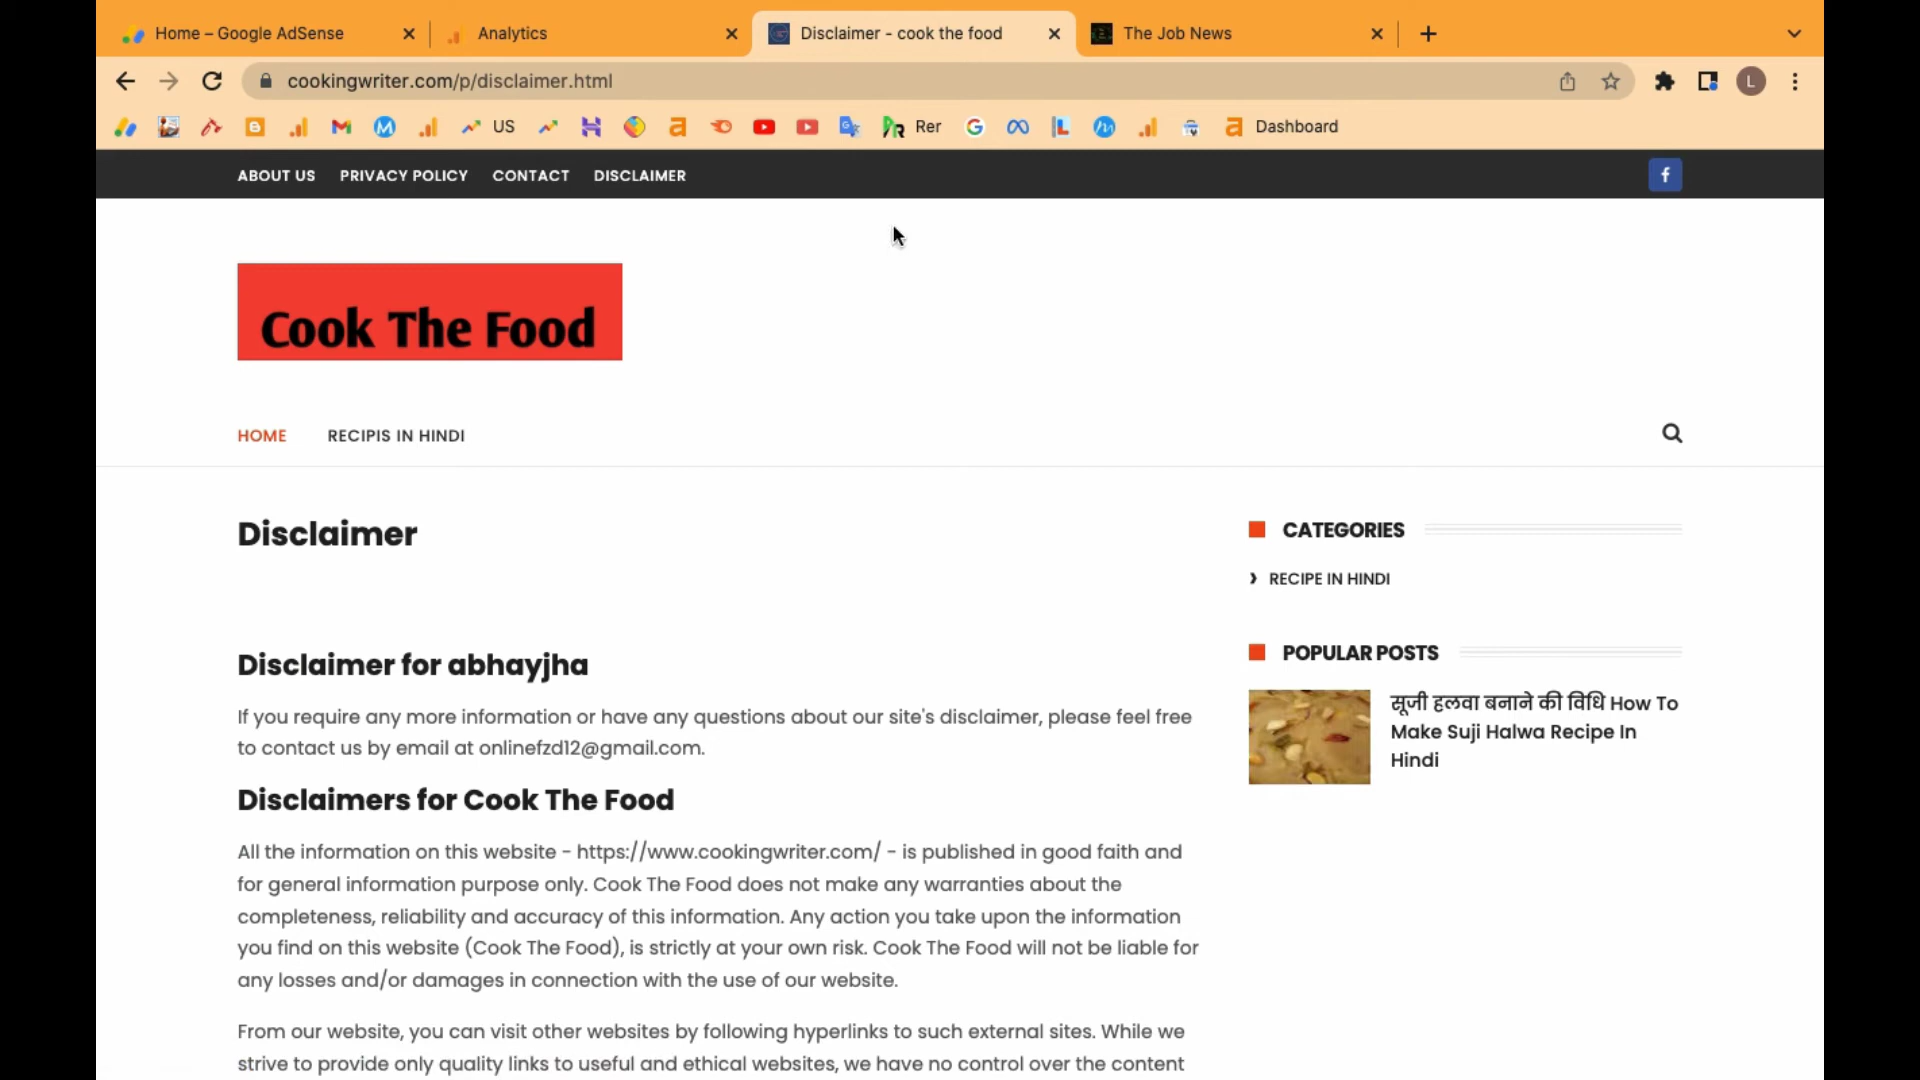 Home – Google AdSense
Analytics
Disclaimer - cook the food
The Job News
cookingwriter.com/p/disclaimer.html
L
US
Rer
Dashboard
ABOUT US
PRIVACY POLICY
CONTACT
DISCLAIMER
Cook The Food
HOME
RECIPIS IN HINDI
Disclaimer
Disclaimer for abhayjha
If you require any more information or have any questions about our site's disclaimer, please feel free
to contact us by email at onlinefzd12@gmail.com.
Disclaimers for Cook The Food
All the information on this website - https://www.cookingwriter.com/ - is published in good faith and
for general information purpose only. Cook The Food does not make any warranties about the
completeness, reliability and accuracy of this information. Any action you take upon the information
you find on this website (Cook The Food), is strictly at your own risk. Cook The Food will not be liable for
any losses and/or damages in connection with the use of our website.
From our website, you can visit other websites by following hyperlinks to such external sites. While we
strive to provide only quality links to useful and ethical websites, we have no control over the content
CATEGORIES
RECIPE IN HINDI
POPULAR POSTS
सूजी हलवा बनाने की विधि How To
Make Suji Halwa Recipe In
Hindi